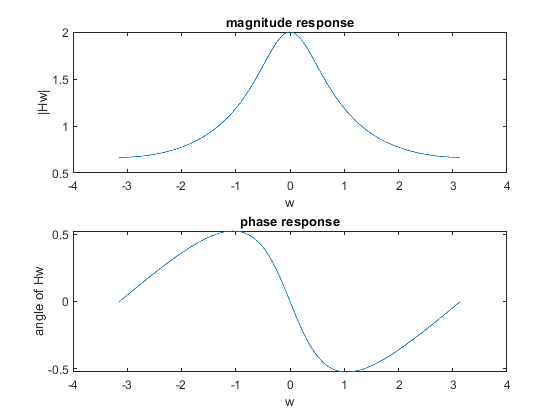 magnitude response
2
1.5
1
0.5
|Hw|
-4 -3 -2 -1 0 1 2 3 4
w
phase response
0.5
0
-0.5
angle of Hw
-4 -3 -2 -1 0 1 2 3 4
w